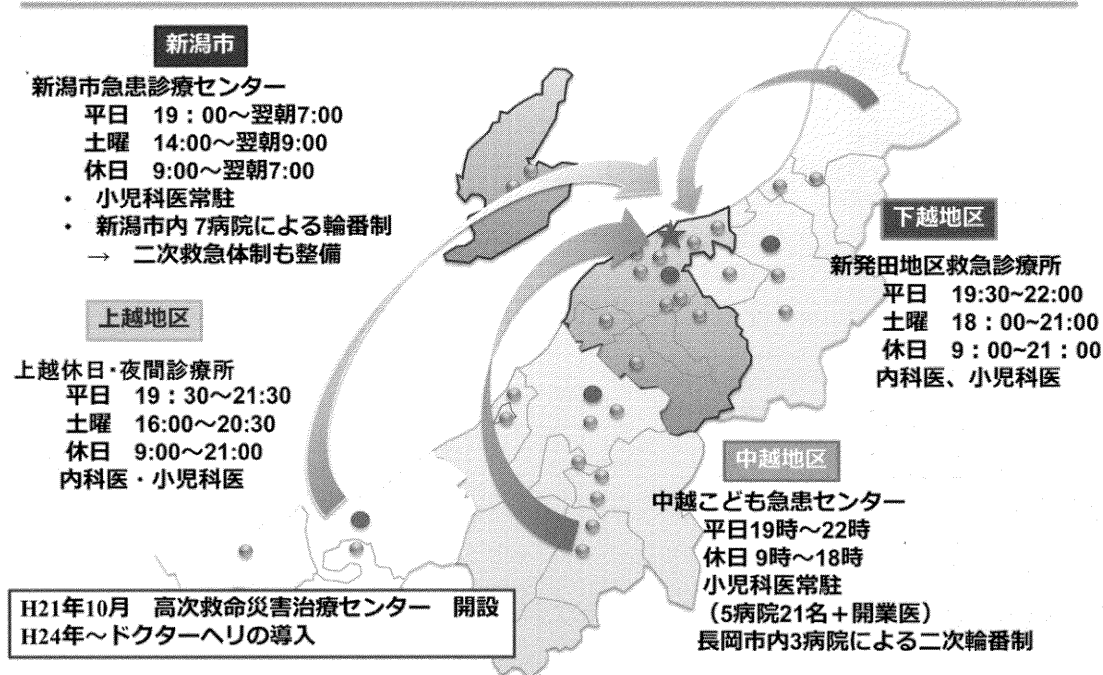 新潟市
新潟市急患診療センター
平日 19：00～翌朝7:00
土曜 14:00～翌朝9:00
休日 9:00～翌朝7:00
・ 小児科医常駐
・ 新潟市内 7病院による輪番制
→ 二次救急体制も整備
上越地区
上越休日・夜間診療所
平日 19：30～21:30
土曜 16:00～20:30
休日 9:00～21:00
内科医・小児科医
下越地区
新発田地区救急診療所
平日 19:30~22:00
土曜 18：00~21:00
休日 9：00~21：00
内科医、小児科医
中越地区
中越こども急患センター
平日19時～22時
休日 9時～18時
小児科医常駐
（5病院21名＋開業医）
長岡市内3病院による二次輪番制
H21年10月 高次救命災害治療センター 開設
H24年～ドクターヘリの導入